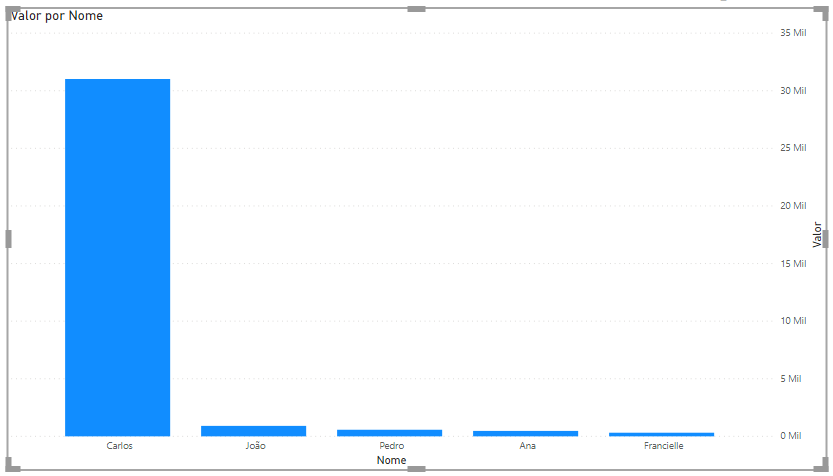 Valor por Nome
35 Mil
30 Mil
25 Mil
20 Mil
15 Mil
10 Mil
5 Mil
0 Mil
Valor
Carlos
João
Pedro
Ana
Francielle
Nome